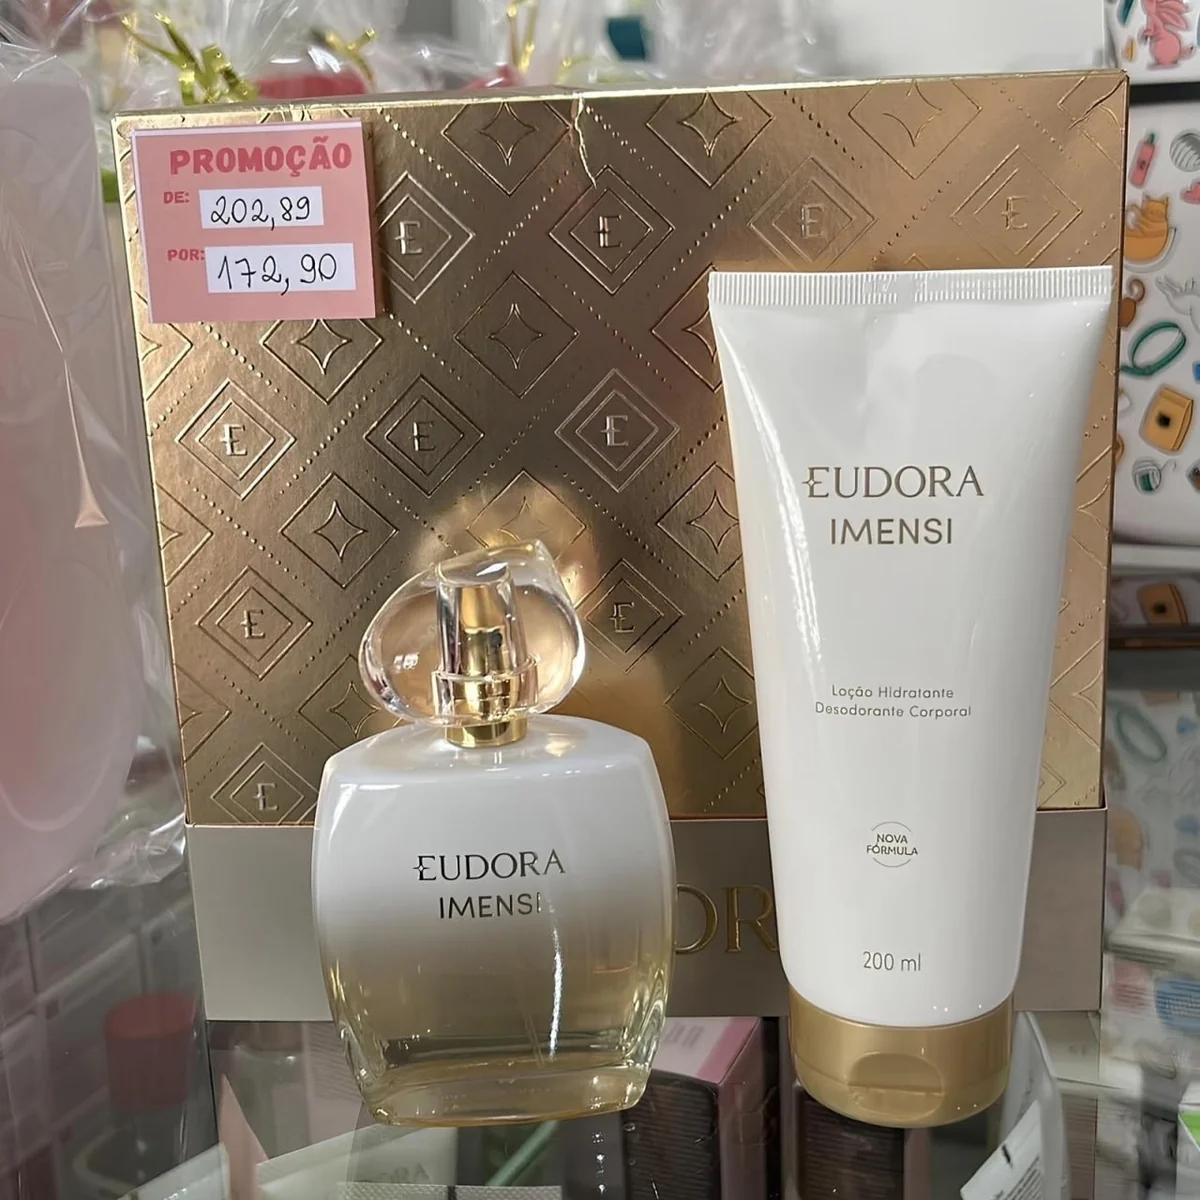 PROMOÇÃO
DE: 202,89
POR: 172,90
EUDORA
IMENSI
Loção Hidratante
Desodorante Corporal
NOVA
FÓRMULA
200 ml
EUDORA
IMENSI